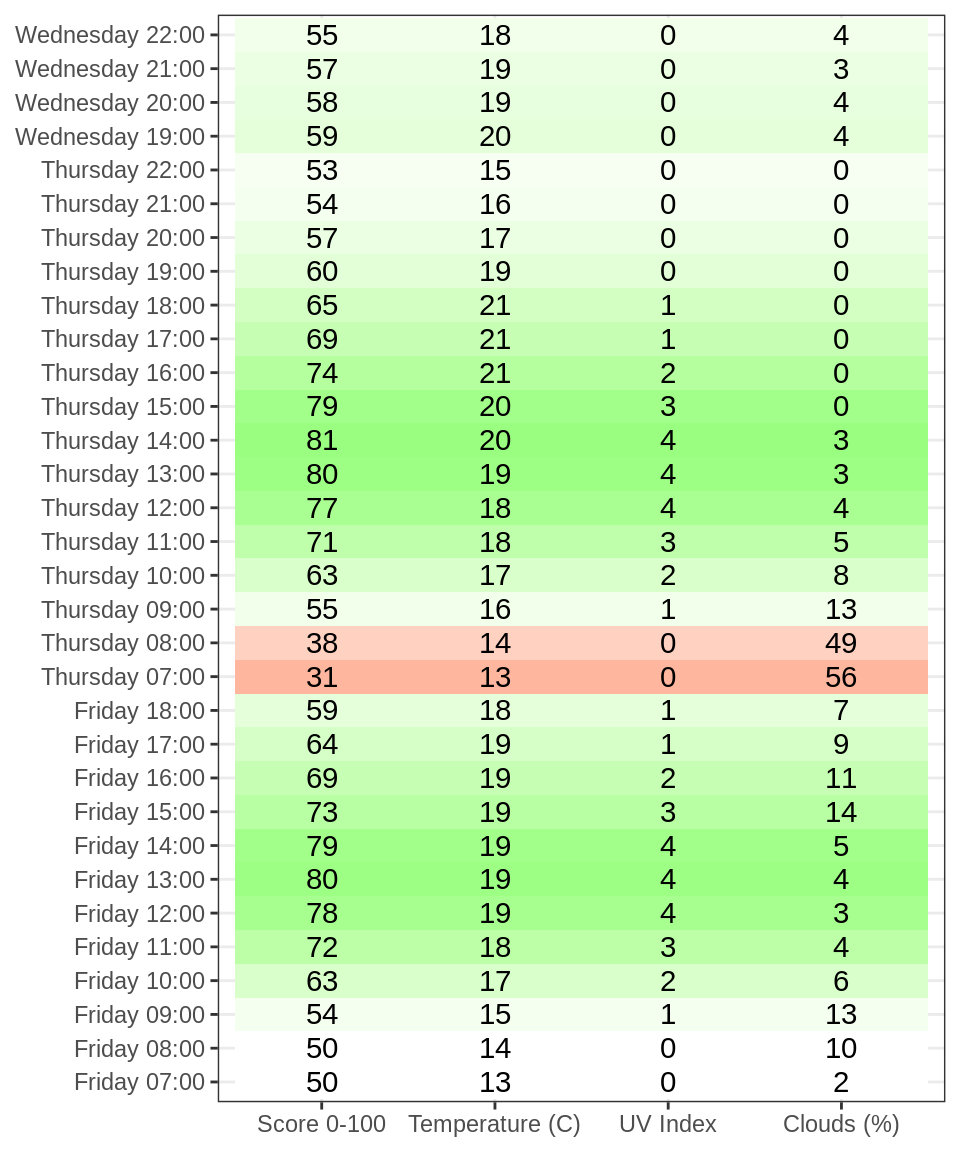 Wednesday 22:00 55 18 0 4
Wednesday 21:00 57 19 0 3
Wednesday 20:00 58 19 0 4
Wednesday 19:00 59 20 0 4
Thursday 22:00 53 15 0 0
Thursday 21:00 54 16 0 0
Thursday 20:00 57 17 0 0
Thursday 19:00 60 19 0 0
Thursday 18:00 65 21 1 0
Thursday 17:00 69 21 1 0
Thursday 16:00 74 21 2 0
Thursday 15:00 79 20 3 0
Thursday 14:00 81 20 4 3
Thursday 13:00 80 19 4 3
Thursday 12:00 77 18 4 4
Thursday 11:00 71 18 3 5
Thursday 10:00 63 17 2 8
Thursday 09:00 55 16 1 13
Thursday 08:00 38 14 0 49
Thursday 07:00 31 13 0 56
Friday 18:00 59 18 1 7
Friday 17:00 64 19 1 9
Friday 16:00 69 19 2 11
Friday 15:00 73 19 3 14
Friday 14:00 79 19 4 5
Friday 13:00 80 19 4 4
Friday 12:00 78 19 4 3
Friday 11:00 72 18 3 4
Friday 10:00 63 17 2 6
Friday 09:00 54 15 1 13
Friday 08:00 50 14 0 10
Friday 07:00 50 13 0 2
Score 0-100 Temperature (C) UV Index Clouds (%)